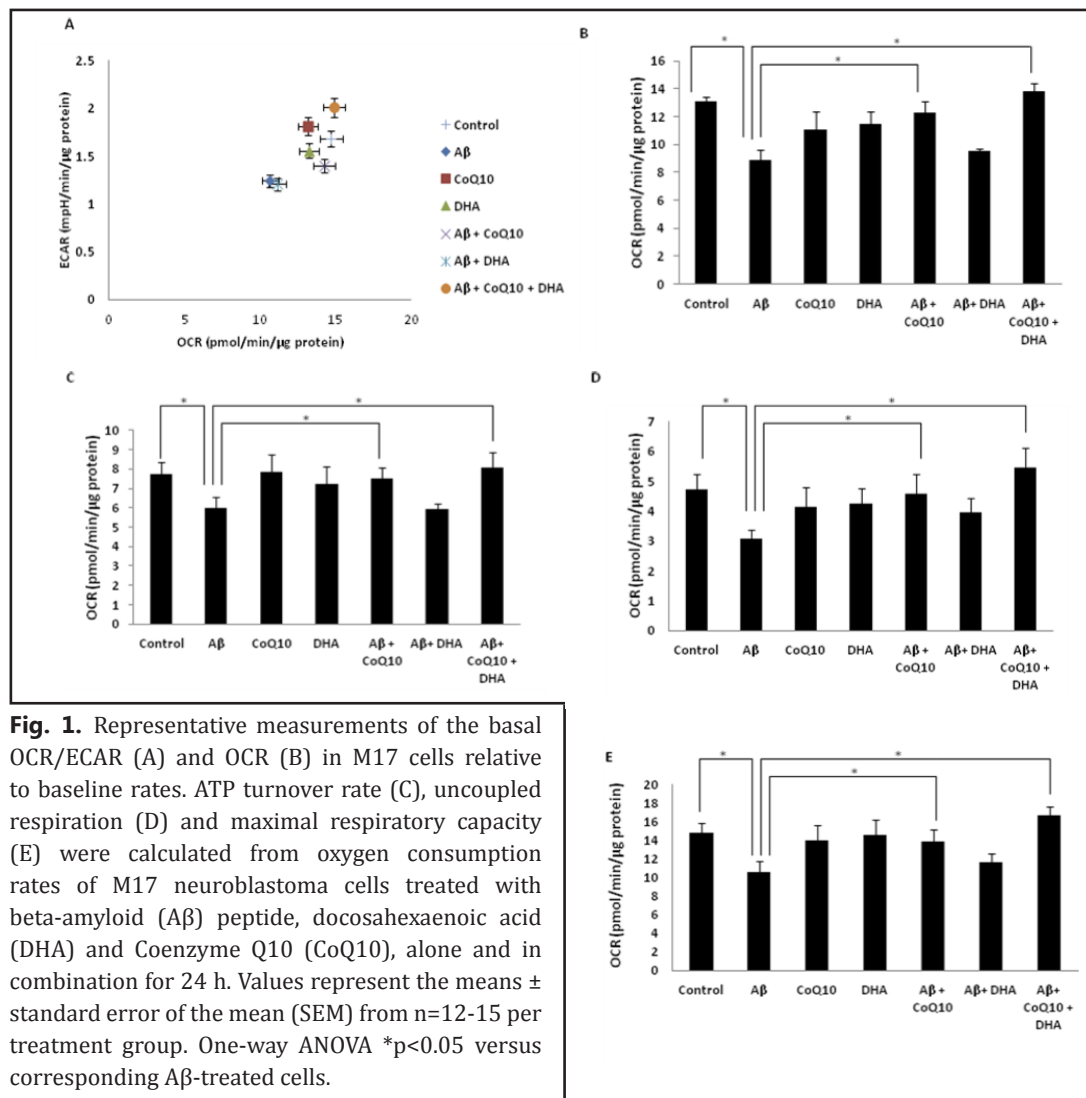 A
ECAR (mpH/min/µg protein)
2.5
2
1.5
1
0.5
0
0
5
10
15
20
OCR (pmol/min/µg protein)
Control
Aβ
CoQ10
DHA
Aβ + CoQ10
Aβ + DHA
Aβ + CoQ10 + DHA
B
OCR (pmol/min/µg protein)
16
14
12
10
8
6
4
2
0
*
*
*
Control
Aβ
CoQ10
DHA
Aβ +
CoQ10
Aβ+ DHA
Aβ+
CoQ10 +
DHA
C
OCR (pmol/min/µg protein)
10
9
8
7
6
5
4
3
2
1
0
*
*
*
Control
Aβ
CoQ10
DHA
Aβ +
CoQ10
Aβ+ DHA
Aβ+
CoQ10 +
DHA
D
OCR (pmol/min/µg protein)
7
6
5
4
3
2
1
0
*
*
*
Control
Aβ
CoQ10
DHA
Aβ +
CoQ10
Aβ+ DHA
Aβ+
CoQ10 +
DHA
Fig. 1. Representative measurements of the basal
OCR/ECAR (A) and OCR (B) in M17 cells relative
to baseline rates. ATP turnover rate (C), uncoupled
respiration (D) and maximal respiratory capacity
(E) were calculated from oxygen consumption
rates of M17 neuroblastoma cells treated with
beta-amyloid (Aβ) peptide, docosahexaenoic acid
(DHA) and Coenzyme Q10 (CoQ10), alone and in
combination for 24 h. Values represent the means ±
standard error of the mean (SEM) from n=12-15 per
treatment group. One-way ANOVA *p<0.05 versus
corresponding Aβ-treated cells.
E
OCR (pmol/min/µg protein)
20
18
16
14
12
10
8
6
4
2
0
*
*
*
Control
Aβ
CoQ10
DHA
Aβ +
CoQ10
Aβ+ DHA
Aβ+
CoQ10 +
DHA